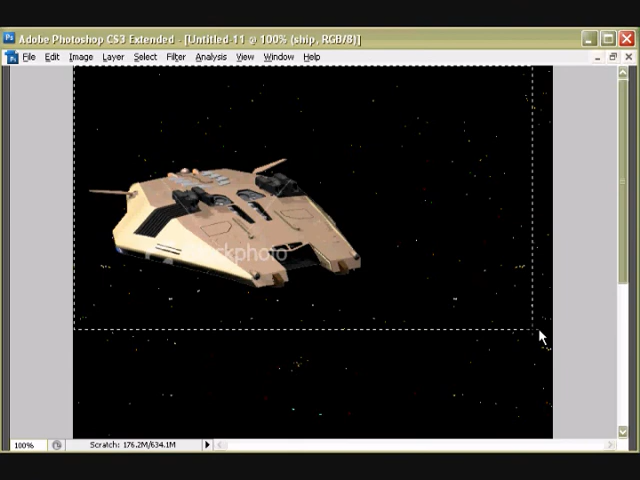 Adobe Photoshop CS3 Extended - [Untitled-11 @ 100% (ship, RGB/8)]
File Edit Image Layer Select Filter Analysis View Window Help
100% Scratch: 176.2M/634.1M